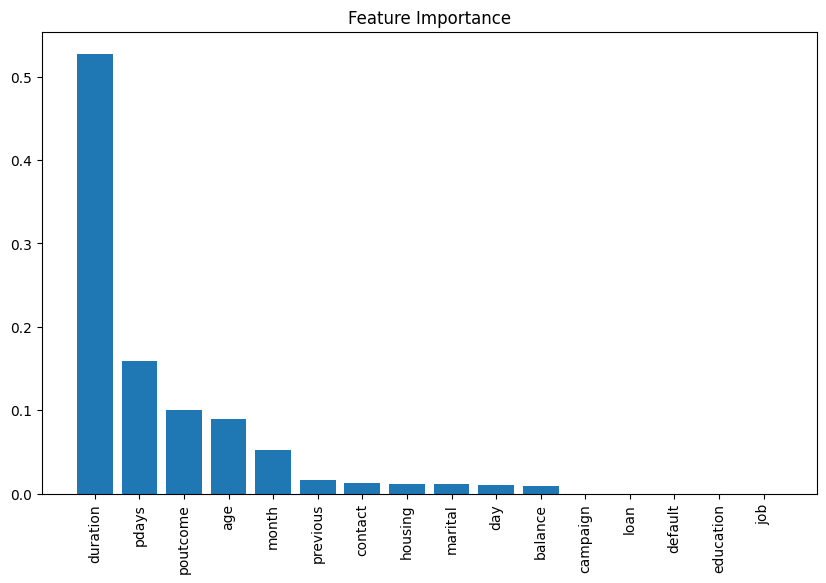 Feature Importance
0.5
0.4
0.3
0.2
0.1
0.0
duration
pdays
poutcome
age
month
previous
contact
housing
marital
day
balance
campaign
loan
default
education
job